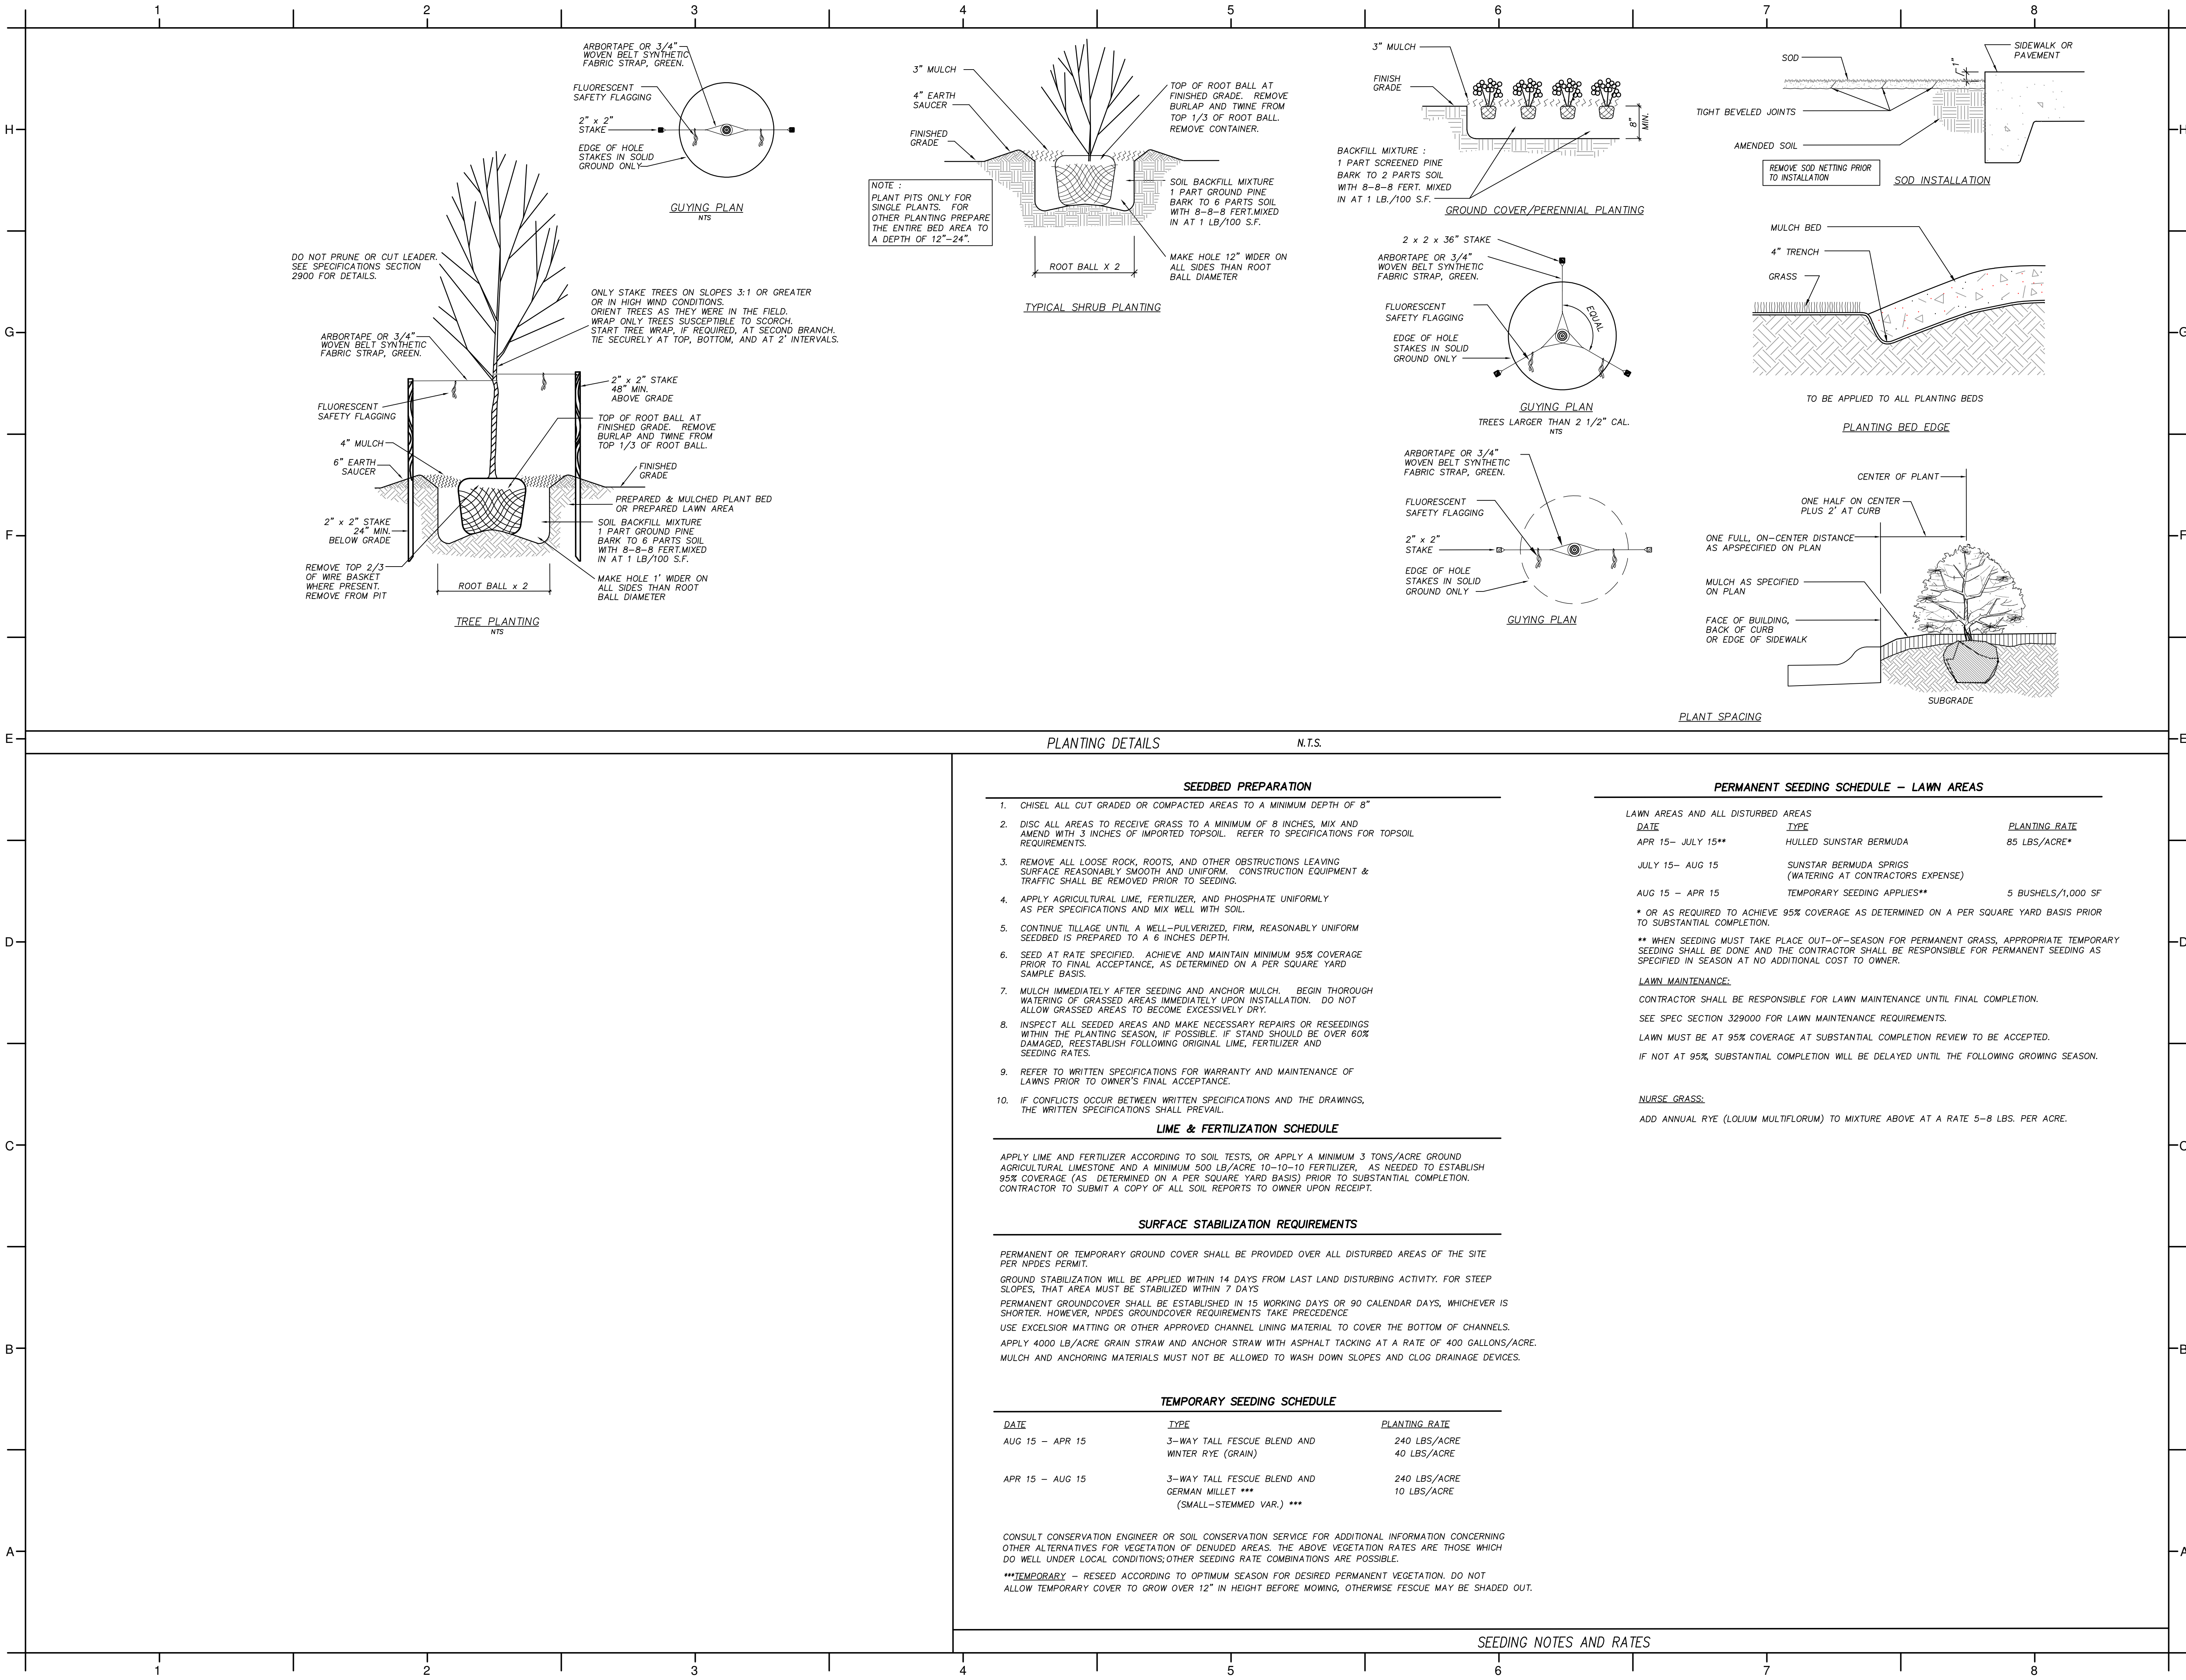 1 2 3 4 5 6 7 8
H
G
F
E
D
C
B
A
ARBORTAPE OR 3/4"
WOVEN BELT SYNTHETIC
FABRIC STRAP, GREEN.
FLUORESCENT
SAFETY FLAGGING
2" x 2"
STAKE
EDGE OF HOLE
STAKES IN SOLID
GROUND ONLY
GUYING PLAN
NTS
DO NOT PRUNE OR CUT LEADER.
SEE SPECIFICATIONS SECTION
2900 FOR DETAILS.
ONLY STAKE TREES ON SLOPES 3:1 OR GREATER
OR IN HIGH WIND CONDITIONS.
ORIENT TREES AS THEY WERE IN THE FIELD.
WRAP ONLY TREES SUSCEPTIBLE TO SCORCH.
START TREE WRAP, IF REQUIRED, AT SECOND BRANCH.
TIE SECURELY AT TOP, BOTTOM, AND AT 2' INTERVALS.
ARBORTAPE OR 3/4"
WOVEN BELT SYNTHETIC
FABRIC STRAP, GREEN.
2" x 2" STAKE
48" MIN.
ABOVE GRADE
FLUORESCENT
SAFETY FLAGGING
TOP OF ROOT BALL AT
FINISHED GRADE. REMOVE
BURLAP AND TWINE FROM
TOP 1/3 OF ROOT BALL.
4" MULCH
6" EARTH
SAUCER
FINISHED
GRADE
PREPARED & MULCHED PLANT BED
OR PREPARED LAWN AREA
2" x 2" STAKE
24" MIN.
BELOW GRADE
SOIL BACKFILL MIXTURE
1 PART GROUND PINE
BARK TO 6 PARTS SOIL
WITH 8-8-8 FERT.MIXED
IN AT 1 LB/100 S.F.
REMOVE TOP 2/3
OF WIRE BASKET
WHERE PRESENT.
REMOVE FROM PIT
ROOT BALL x 2
MAKE HOLE 1' WIDER ON
ALL SIDES THAN ROOT
BALL DIAMETER
TREE PLANTING
NTS
3" MULCH
4" EARTH
SAUCER
FINISHED
GRADE
TOP OF ROOT BALL AT
FINISHED GRADE. REMOVE
BURLAP AND TWINE FROM
TOP 1/3 OF ROOT BALL.
REMOVE CONTAINER.
NOTE :
PLANT PITS ONLY FOR
SINGLE PLANTS. FOR
OTHER PLANTING PREPARE
THE ENTIRE BED AREA TO
A DEPTH OF 12"-24".
SOIL BACKFILL MIXTURE
1 PART GROUND PINE
BARK TO 6 PARTS SOIL
WITH 8-8-8 FERT.MIXED
IN AT 1 LB/100 S.F.
ROOT BALL X 2
MAKE HOLE 12" WIDER ON
ALL SIDES THAN ROOT
BALL DIAMETER
TYPICAL SHRUB PLANTING
3" MULCH
FINISH
GRADE
8" MIN.
BACKFILL MIXTURE :
1 PART SCREENED PINE
BARK TO 2 PARTS SOIL
WITH 8-8-8 FERT. MIXED
IN AT 1 LB./100 S.F.
GROUND COVER/PERENNIAL PLANTING
2 x 2 x 36" STAKE
ARBORTAPE OR 3/4"
WOVEN BELT SYNTHETIC
FABRIC STRAP, GREEN.
FLUORESCENT
SAFETY FLAGGING
EQUAL
EDGE OF HOLE
STAKES IN SOLID
GROUND ONLY
GUYING PLAN
TREES LARGER THAN 2 1/2" CAL.
NTS
ARBORTAPE OR 3/4"
WOVEN BELT SYNTHETIC
FABRIC STRAP, GREEN.
FLUORESCENT
SAFETY FLAGGING
2" x 2"
STAKE
EDGE OF HOLE
STAKES IN SOLID
GROUND ONLY
GUYING PLAN
SOD
1"
SIDEWALK OR
PAVEMENT
TIGHT BEVELED JOINTS
AMENDED SOIL
REMOVE SOD NETTING PRIOR
TO INSTALLATION
SOD INSTALLATION
MULCH BED
4" TRENCH
GRASS
TO BE APPLIED TO ALL PLANTING BEDS
PLANTING BED EDGE
CENTER OF PLANT
ONE HALF ON CENTER
PLUS 2' AT CURB
ONE FULL, ON-CENTER DISTANCE
AS APSPECIFIED ON PLAN
MULCH AS SPECIFIED
ON PLAN
FACE OF BUILDING,
BACK OF CURB
OR EDGE OF SIDEWALK
SUBGRADE
PLANT SPACING
PLANTING DETAILS N.T.S.
SEEDBED PREPARATION
1. CHISEL ALL CUT GRADED OR COMPACTED AREAS TO A MINIMUM DEPTH OF 8"
2. DISC ALL AREAS TO RECEIVE GRASS TO A MINIMUM OF 8 INCHES, MIX AND
AMEND WITH 3 INCHES OF IMPORTED TOPSOIL. REFER TO SPECIFICATIONS FOR TOPSOIL
REQUIREMENTS.
3. REMOVE ALL LOOSE ROCK, ROOTS, AND OTHER OBSTRUCTIONS LEAVING
SURFACE REASONABLY SMOOTH AND UNIFORM. CONSTRUCTION EQUIPMENT &
TRAFFIC SHALL BE REMOVED PRIOR TO SEEDING.
4. APPLY AGRICULTURAL LIME, FERTILIZER, AND PHOSPHATE UNIFORMLY
AS PER SPECIFICATIONS AND MIX WELL WITH SOIL.
5. CONTINUE TILLAGE UNTIL A WELL-PULVERIZED, FIRM, REASONABLY UNIFORM
SEEDBED IS PREPARED TO A 6 INCHES DEPTH.
6. SEED AT RATE SPECIFIED. ACHIEVE AND MAINTAIN MINIMUM 95% COVERAGE
PRIOR TO FINAL ACCEPTANCE, AS DETERMINED ON A PER SQUARE YARD
SAMPLE BASIS.
7. MULCH IMMEDIATELY AFTER SEEDING AND ANCHOR MULCH. BEGIN THOROUGH
WATERING OF GRASSED AREAS IMMEDIATELY UPON INSTALLATION. DO NOT
ALLOW GRASSED AREAS TO BECOME EXCESSIVELY DRY.
8. INSPECT ALL SEEDED AREAS AND MAKE NECESSARY REPAIRS OR RESEEDINGS
WITHIN THE PLANTING SEASON, IF POSSIBLE. IF STAND SHOULD BE OVER 60%
DAMAGED, REESTABLISH FOLLOWING ORIGINAL LIME, FERTILIZER AND
SEEDING RATES.
9. REFER TO WRITTEN SPECIFICATIONS FOR WARRANTY AND MAINTENANCE OF
LAWNS PRIOR TO OWNER'S FINAL ACCEPTANCE.
10. IF CONFLICTS OCCUR BETWEEN WRITTEN SPECIFICATIONS AND THE DRAWINGS,
THE WRITTEN SPECIFICATIONS SHALL PREVAIL.
LIME & FERTILIZATION SCHEDULE
APPLY LIME AND FERTILIZER ACCORDING TO SOIL TESTS, OR APPLY A MINIMUM 3 TONS/ACRE GROUND
AGRICULTURAL LIMESTONE AND A MINIMUM 500 LB/ACRE 10-10-10 FERTILIZER, AS NEEDED TO ESTABLISH
95% COVERAGE (AS DETERMINED ON A PER SQUARE YARD BASIS) PRIOR TO SUBSTANTIAL COMPLETION.
CONTRACTOR TO SUBMIT A COPY OF ALL SOIL REPORTS TO OWNER UPON RECEIPT.
SURFACE STABILIZATION REQUIREMENTS
PERMANENT OR TEMPORARY GROUND COVER SHALL BE PROVIDED OVER ALL DISTURBED AREAS OF THE SITE
PER NPDES PERMIT.
GROUND STABILIZATION WILL BE APPLIED WITHIN 14 DAYS FROM LAST LAND DISTURBING ACTIVITY. FOR STEEP
SLOPES, THAT AREA MUST BE STABILIZED WITHIN 7 DAYS
PERMANENT GROUNDCOVER SHALL BE ESTABLISHED IN 15 WORKING DAYS OR 90 CALENDAR DAYS, WHICHEVER IS
SHORTER. HOWEVER, NPDES GROUNDCOVER REQUIREMENTS TAKE PRECEDENCE
USE EXCELSIOR MATTING OR OTHER APPROVED CHANNEL LINING MATERIAL TO COVER THE BOTTOM OF CHANNELS.
APPLY 4000 LB/ACRE GRAIN STRAW AND ANCHOR STRAW WITH ASPHALT TACKING AT A RATE OF 400 GALLONS/ACRE.
MULCH AND ANCHORING MATERIALS MUST NOT BE ALLOWED TO WASH DOWN SLOPES AND CLOG DRAINAGE DEVICES.
TEMPORARY SEEDING SCHEDULE
DATE TYPE PLANTING RATE
AUG 15 - APR 15 3-WAY TALL FESCUE BLEND AND 240 LBS/ACRE
WINTER RYE (GRAIN) 40 LBS/ACRE
APR 15 - AUG 15 3-WAY TALL FESCUE BLEND AND 240 LBS/ACRE
GERMAN MILLET *** 10 LBS/ACRE
(SMALL-STEMMED VAR.) ***
CONSULT CONSERVATION ENGINEER OR SOIL CONSERVATION SERVICE FOR ADDITIONAL INFORMATION CONCERNING
OTHER ALTERNATIVES FOR VEGETATION OF DENUDED AREAS. THE ABOVE VEGETATION RATES ARE THOSE WHICH
DO WELL UNDER LOCAL CONDITIONS; OTHER SEEDING RATE COMBINATIONS ARE POSSIBLE.
***TEMPORARY - RESEED ACCORDING TO OPTIMUM SEASON FOR DESIRED PERMANENT VEGETATION. DO NOT
ALLOW TEMPORARY COVER TO GROW OVER 12" IN HEIGHT BEFORE MOWING, OTHERWISE FESCUE MAY BE SHADED OUT.
PERMANENT SEEDING SCHEDULE - LAWN AREAS
LAWN AREAS AND ALL DISTURBED AREAS
DATE TYPE PLANTING RATE
APR 15- JULY 15** HULLED SUNSTAR BERMUDA 85 LBS/ACRE*
JULY 15- AUG 15 SUNSTAR BERMUDA SPRIGS
(WATERING AT CONTRACTORS EXPENSE)
AUG 15 - APR 15 TEMPORARY SEEDING APPLIES** 5 BUSHELS/1,000 SF
* OR AS REQUIRED TO ACHIEVE 95% COVERAGE AS DETERMINED ON A PER SQUARE YARD BASIS PRIOR
TO SUBSTANTIAL COMPLETION.
** WHEN SEEDING MUST TAKE PLACE OUT-OF-SEASON FOR PERMANENT GRASS, APPROPRIATE TEMPORARY
SEEDING SHALL BE DONE AND THE CONTRACTOR SHALL BE RESPONSIBLE FOR PERMANENT SEEDING AS
SPECIFIED IN SEASON AT NO ADDITIONAL COST TO OWNER.
LAWN MAINTENANCE:
CONTRACTOR SHALL BE RESPONSIBLE FOR LAWN MAINTENANCE UNTIL FINAL COMPLETION.
SEE SPEC SECTION 329000 FOR LAWN MAINTENANCE REQUIREMENTS.
LAWN MUST BE AT 95% COVERAGE AT SUBSTANTIAL COMPLETION REVIEW TO BE ACCEPTED.
IF NOT AT 95%, SUBSTANTIAL COMPLETION WILL BE DELAYED UNTIL THE FOLLOWING GROWING SEASON.
NURSE GRASS:
ADD ANNUAL RYE (LOLIUM MULTIFLORUM) TO MIXTURE ABOVE AT A RATE 5-8 LBS. PER ACRE.
SEEDING NOTES AND RATES
H
G
F
E
D
C
B
A
1 2 3 4 5 6 7 8